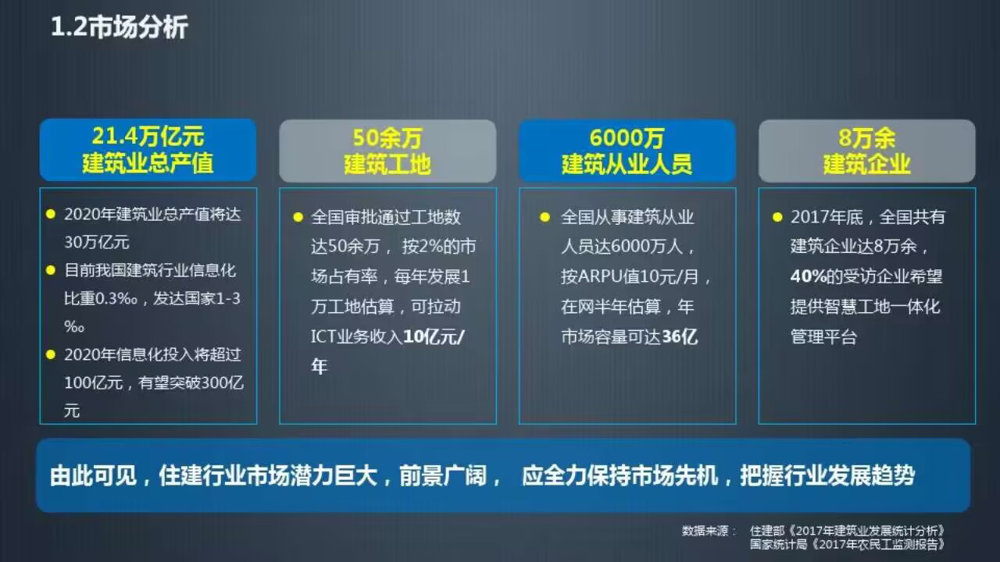 1.2市场分析
21.4万亿元
建筑业总产值
2020年建筑业总产值将达
30万亿元
目前我国建筑行业信息化
比重0.3‰，发达国家1-3
‰
2020年信息化投入将超过
100亿元，有望突破300亿
元
50余万
建筑工地
全国审批通过工地数
达50余万， 按2%的市
场占有率，每年发展1
万工地估算，可拉动
ICT业务收入10亿元/
年
6000万
建筑从业人员
全国从事建筑从业
人员达6000万人，
按ARPU值10元/月，
在网半年估算，年
市场容量可达36亿
8万余
建筑企业
2017年底，全国共有
建筑企业达8万余，
40%的受访企业希望
提供智慧工地一体化
管理平台
由此可见，住建行业市场潜力巨大，前景广阔， 应全力保持市场先机，把握行业发展趋势
数据来源： 住建部《2017年建筑业发展统计分析》
国家统计局《2017年农民工监测报告》